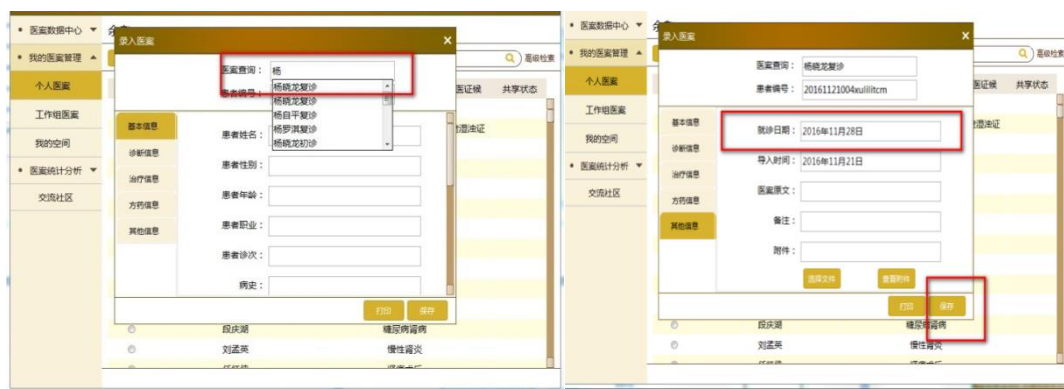 医案数据中心
我的医案管理
个人医案
工作组医案
我的空间
医案统计分析
交流社区
录入医案
×
医案查询： 杨
患者编号：
杨晓龙复诊
杨晓龙复诊
杨自平复诊
杨罗淇复诊
杨晓龙初诊
高级检索
医证候 共享状态
湿浊证
基本信息
诊断信息
治疗信息
方药信息
其他信息
患者姓名：
患者性别：
患者年龄：
患者职业：
患者诊次：
病史：
打印 保存
段庆湖 糖尿病肾病
刘孟英 慢性肾炎
医案数据中心
我的医案管理
个人医案
工作组医案
我的空间
医案统计分析
交流社区
录入医案
×
医案查询： 杨晓龙复诊
患者编号： 20161121004xulilitcm
高级检索
医证候 共享状态
湿浊证
基本信息
诊断信息
治疗信息
方药信息
其他信息
就诊日期： 2016年11月28日
导入时间： 2016年11月21日
医案原文：
备注：
附件：
选择文件 查看附件
打印 保存
段庆湖 糖尿病肾病
刘孟英 慢性肾炎